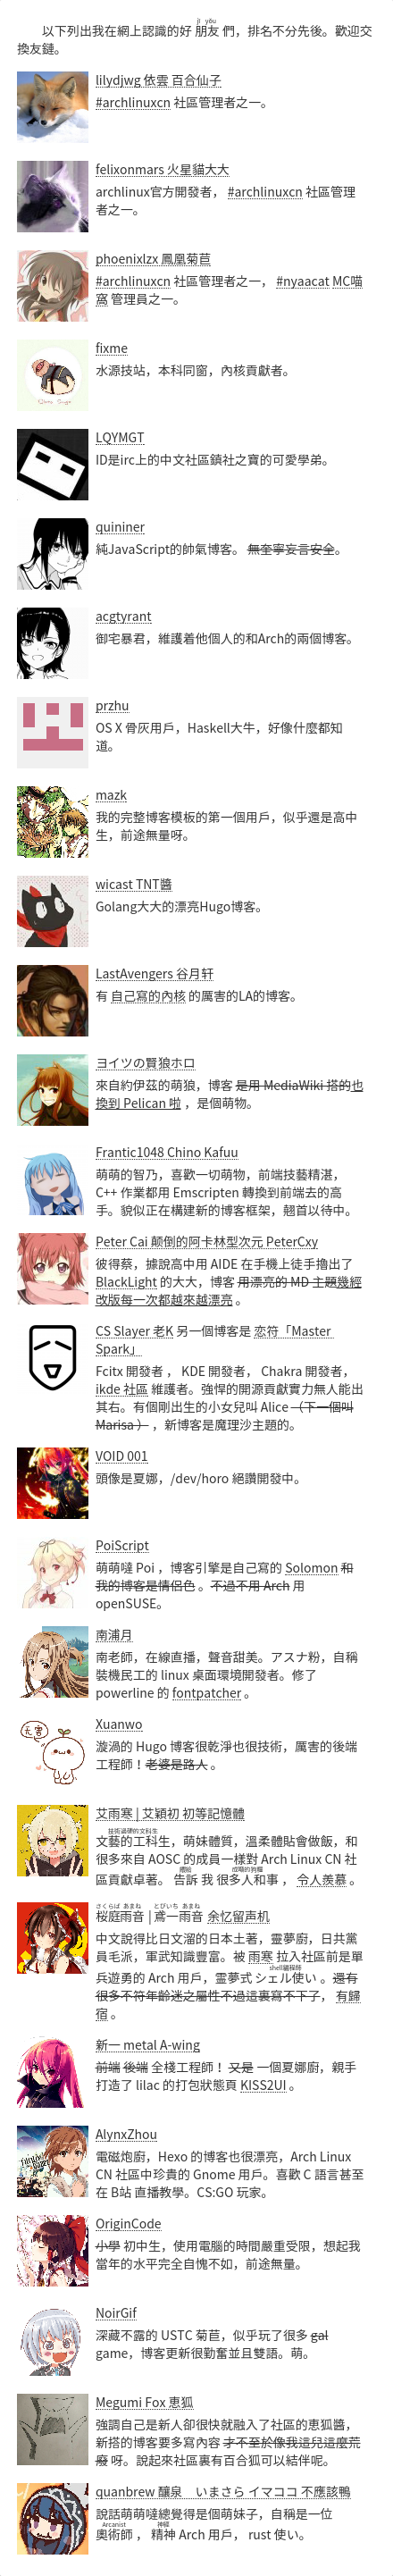 以下列出我在網上認識的好 朋友(jī yǒu) 們，排名不分先後。歡迎交
換友鏈。
lilydjwg 依雲 百合仙子
#archlinuxcn 社區管理者之一。
felixonmars 火星貓大大
archlinux官方開發者， #archlinuxcn 社區管理
者之一。
phoenixlzx 鳳凰菊苣
#archlinuxcn 社區管理者之一， #nyaacat MC喵
窩 管理員之一。
fixme
水源技站，本科同窗，內核貢獻者。
LQYMGT
ID是irc上的中文社區鎮社之寶的可愛學弟。
quininer
純JavaScript的帥氣博客。 無奎寧妄言安全。
acgtyrant
御宅暴君，維護着他個人的和Arch的兩個博客。
przhu
OS X 骨灰用戶，Haskell大牛，好像什麼都知
道。
mazk
我的完整博客模板的第一個用戶，似乎還是高中
生，前途無量呀。
wicast TNT醬
Golang大大的漂亮Hugo博客。
LastAvengers 谷月轩
有 自己寫的內核 的厲害的LA的博客。
ヨイツの賢狼ホロ
來自約伊茲的萌狼，博客 是用 MediaWiki 搭的也
換到 Pelican 啦 ，是個萌物。
Frantic1048 Chino Kafuu
萌萌的智乃，喜歡一切萌物，前端技藝精湛，
C++ 作業都用 Emscripten 轉換到前端去的高
手。貌似正在構建新的博客框架，翹首以待中。
Peter Cai 颠倒的阿卡林型次元 PeterCxy
彼得蔡，據說高中用 AIDE 在手機上徒手擼出了
BlackLight 的大大，博客 用漂亮的 MD 主題幾經
改版每一次都越來越漂亮 。
CS Slayer 老K 另一個博客是 恋符「Master
Spark」
Fcitx 開發者 ， KDE 開發者， Chakra 開發者，
ikde 社區 維護者。強悍的開源貢獻實力無人能出
其右。有個剛出生的小女兒叫 Alice （下一個叫
Marisa ） ，新博客是魔理沙主題的。
VOID 001
頭像是夏娜，/dev/horo 絕讚開發中。
PoiScript
萌萌噠 Poi ，博客引擎是自己寫的 Solomon 和
我的博客是情侶色 。不過不用 Arch 用
openSUSE。
南浦月
南老師，在線直播，聲音甜美。アスナ粉，自稱
裝機民工的 linux 桌面環境開發者。修了
powerline 的 fontpatcher 。
Xuanwo
漩渦的 Hugo 博客很乾淨也很技術，厲害的後端
工程師！老婆是路人 。
艾雨寒 | 艾穎初 初等記憶體
文藝的工科生，萌妹體質，溫柔體貼會做飯，和
很多來自 AOSC 的成員一樣對 Arch Linux CN 社
區貢獻卓著。 告訴 我 很多人和事 ， 令人羨慕 。
桜庭雨音(さくらば あまね) | 鳶一雨音(とびいち あまね) 余忆留声机
中文說得比日文溜的日本土著，靈夢廚，日共黨
員毛派，軍武知識豐富。被 雨寒 拉入社區前是單
兵遊勇的 Arch 用戶，靈夢式 シェル使い 。還有
很多不符年齡迷之屬性不過這裏寫不下了， 有歸
宿 。
新一 metal A-wing
前端 後端 全棧工程師！ 又是 一個夏娜廚，親手
打造了 lilac 的打包狀態頁 KISS2UI 。
AlynxZhou
電磁炮廚，Hexo 的博客也很漂亮，Arch Linux
CN 社區中珍貴的 Gnome 用戶。喜歡 C 語言甚至
在 B站 直播教學。CS:GO 玩家。
OriginCode
小學 初中生，使用電腦的時間嚴重受限，想起我
當年的水平完全自愧不如，前途無量。
NoirGif
深藏不露的 USTC 菊苣，似乎玩了很多 gal
game，博客更新很勤奮並且雙語。萌。
Megumi Fox 惠狐
強調自己是新人卻很快就融入了社區的恵狐醬，
新搭的博客要多寫內容 才不至於像我這兒這麼荒
廢 呀。說起來社區裏有百合狐可以結伴呢。
quanbrew 釀泉 いまさら イマココ 不應該鴨
說話萌萌噠總覺得是個萌妹子，自稱是一位
奧術師(Arcanist) ， 精神 Arch 用戶， rust 使い。